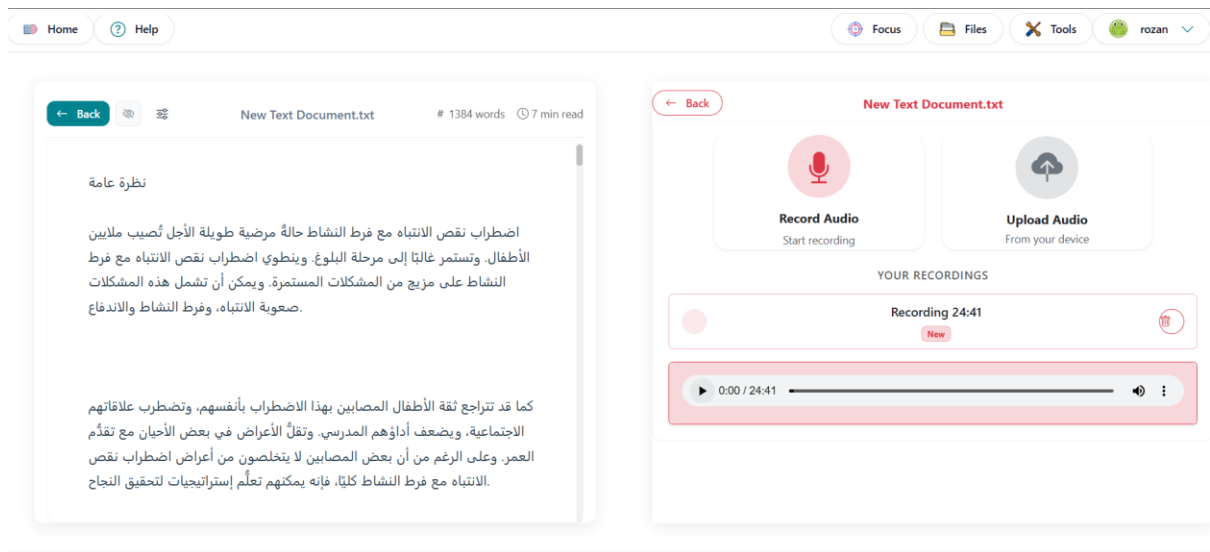 Home
Help
Focus
Files
Tools
rozan
← Back
New Text Document.txt
# 1384 words
7 min read
نظرة عامة
اضطراب نقص الانتباه مع فرط النشاط حالةٌ مرضية طويلة الأجل تُصيب ملايين
الأطفال. وتستمر غالبًا إلى مرحلة البلوغ. وينطوي اضطراب نقص الانتباه مع فرط
النشاط على مزيج من المشكلات المستمرة. ويمكن أن تشمل هذه المشكلات
صعوبة الانتباه، وفرط النشاط والاندفاع.
كما قد تتراجع ثقة الأطفال المصابين بهذا الاضطراب بأنفسهم، وتضطرب علاقاتهم
الاجتماعية، ويضعف أداؤهم المدرسي. وتقلُّ الأعراض في بعض الأحيان مع تقدُّم
العمر. وعلى الرغم من أن بعض المصابين لا يتخلصون من أعراض اضطراب نقص
الانتباه مع فرط النشاط كليًا، فإنه يمكنهم تعلُّم إستراتيجيات لتحقيق النجاح.
← Back
New Text Document.txt
Record Audio
Start recording
Upload Audio
From your device
YOUR RECORDINGS
Recording 24:41
New
0:00 / 24:41